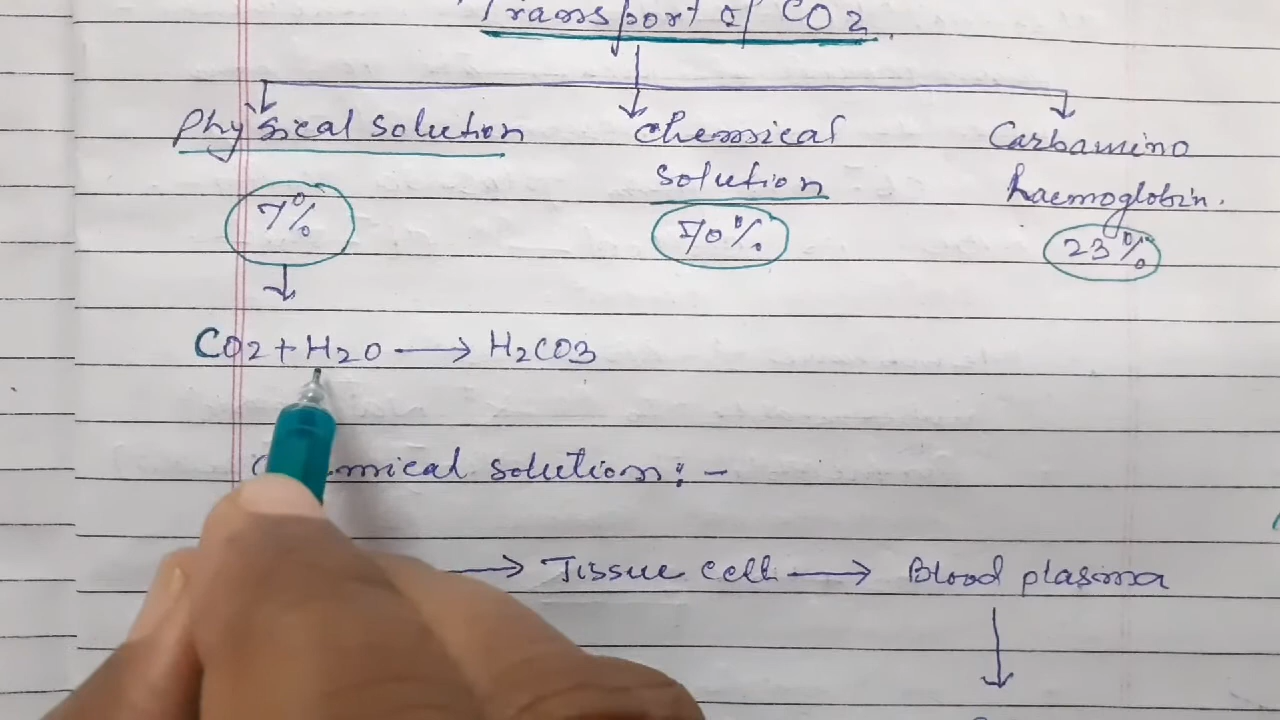 Transport of CO2
Physical solution
Chemical solution
Carbamino haemoglobin.
7%
70%
23%
CO2 + H2O → H2CO3
solution :-
→ Tissue cell → Blood plasma